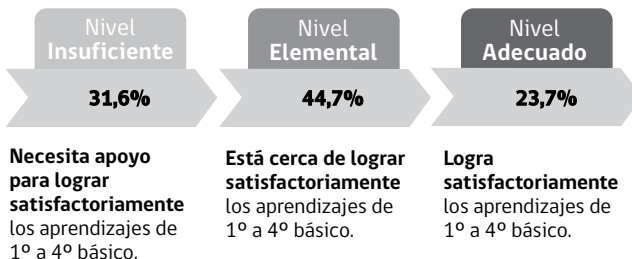 Nivel
Insuficiente
31,6%
Necesita apoyo
para lograr
satisfactoriamente
los aprendizajes de
1º a 4º básico.
Nivel
Elemental
44,7%
Está cerca de lograr
satisfactoriamente
los aprendizajes de
1º a 4º básico.
Nivel
Adecuado
23,7%
Logra
satisfactoriamente
los aprendizajes de
1º a 4º básico.